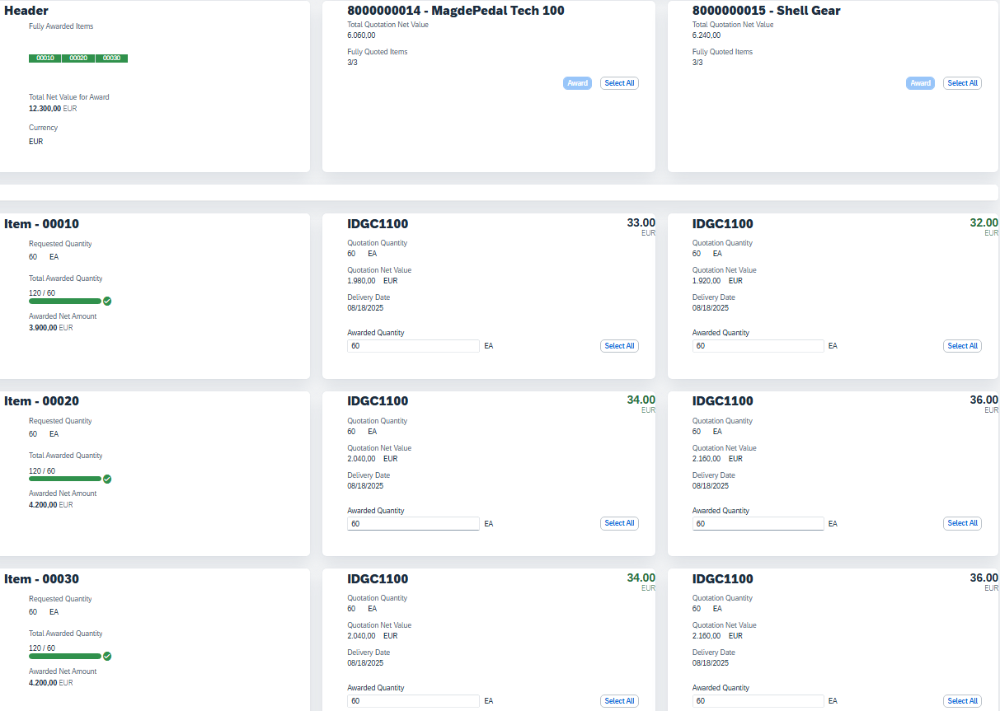 Header
Fully Awarded Items
00010 00020 00030
Total Net Value for Award
12.300,00 EUR
Currency
EUR
8000000014 - MagdePedal Tech 100
Total Quotation Net Value
6.060,00
Fully Quoted Items
3/3
Award Select All
8000000015 - Shell Gear
Total Quotation Net Value
6.240,00
Fully Quoted Items
3/3
Award Select All
Item - 00010
Requested Quantity
60 EA
Total Awarded Quantity
120 / 60
Awarded Net Amount
3.900,00 EUR
IDGC1100 33.00
EUR
Quotation Quantity
60 EA
Quotation Net Value
1.980,00 EUR
Delivery Date
08/18/2025
Awarded Quantity
60 EA Select All
IDGC1100 32.00
EUR
Quotation Quantity
60 EA
Quotation Net Value
1.920,00 EUR
Delivery Date
08/18/2025
Awarded Quantity
60 EA Select All
Item - 00020
Requested Quantity
60 EA
Total Awarded Quantity
120 / 60
Awarded Net Amount
4.200,00 EUR
IDGC1100 34.00
EUR
Quotation Quantity
60 EA
Quotation Net Value
2.040,00 EUR
Delivery Date
08/18/2025
Awarded Quantity
60 EA Select All
IDGC1100 36.00
EUR
Quotation Quantity
60 EA
Quotation Net Value
2.160,00 EUR
Delivery Date
08/18/2025
Awarded Quantity
60 EA Select All
Item - 00030
Requested Quantity
60 EA
Total Awarded Quantity
120 / 60
Awarded Net Amount
4.200,00 EUR
IDGC1100 34.00
EUR
Quotation Quantity
60 EA
Quotation Net Value
2.040,00 EUR
Delivery Date
08/18/2025
Awarded Quantity
60 EA Select All
IDGC1100 36.00
EUR
Quotation Quantity
60 EA
Quotation Net Value
2.160,00 EUR
Delivery Date
08/18/2025
Awarded Quantity
60 EA Select All